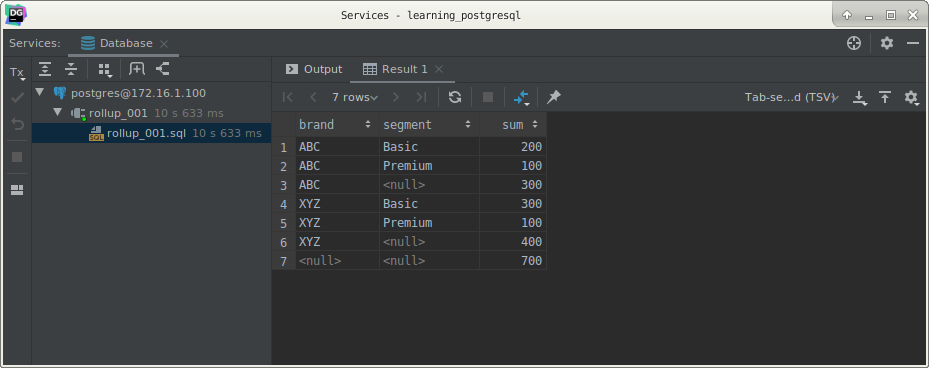 DG
Services - learning_postgresql
Services: Database
Tx
postgres@172.16.1.100
rollup_001 10 s 633 ms
SQL rollup_001.sql 10 s 633 ms
Output Result 1
7 rows Tab-se...d (TSV)
brand segment sum
1 ABC Basic 200
2 ABC Premium 100
3 ABC <null> 300
4 XYZ Basic 300
5 XYZ Premium 100
6 XYZ <null> 400
7 <null> <null> 700